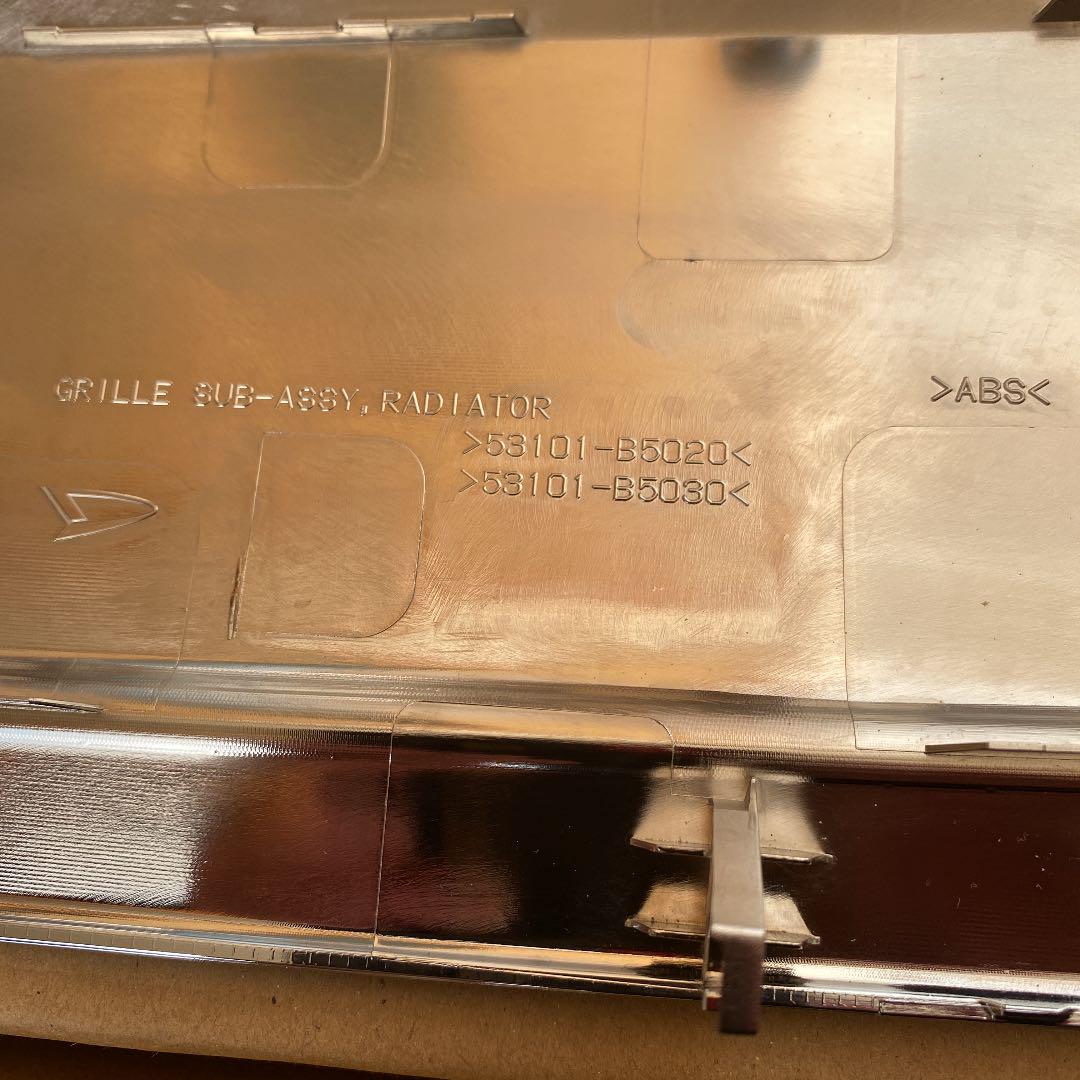 GRILLE SUB-ASSY, RADIATOR
>ABS<
>53101-B5020<
>53101-B5030<